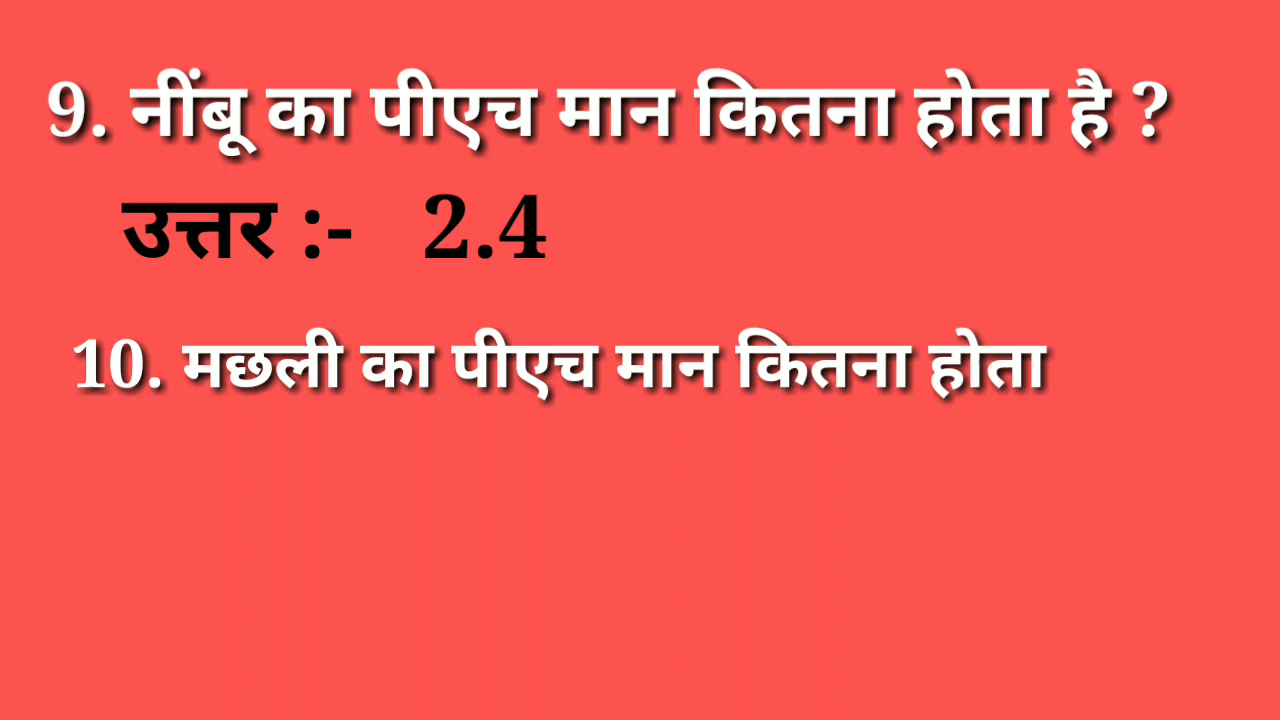 9. नींबू का पीएच मान कितना होता है ?
उत्तर :- 2.4
10. मछली का पीएच मान कितना होता